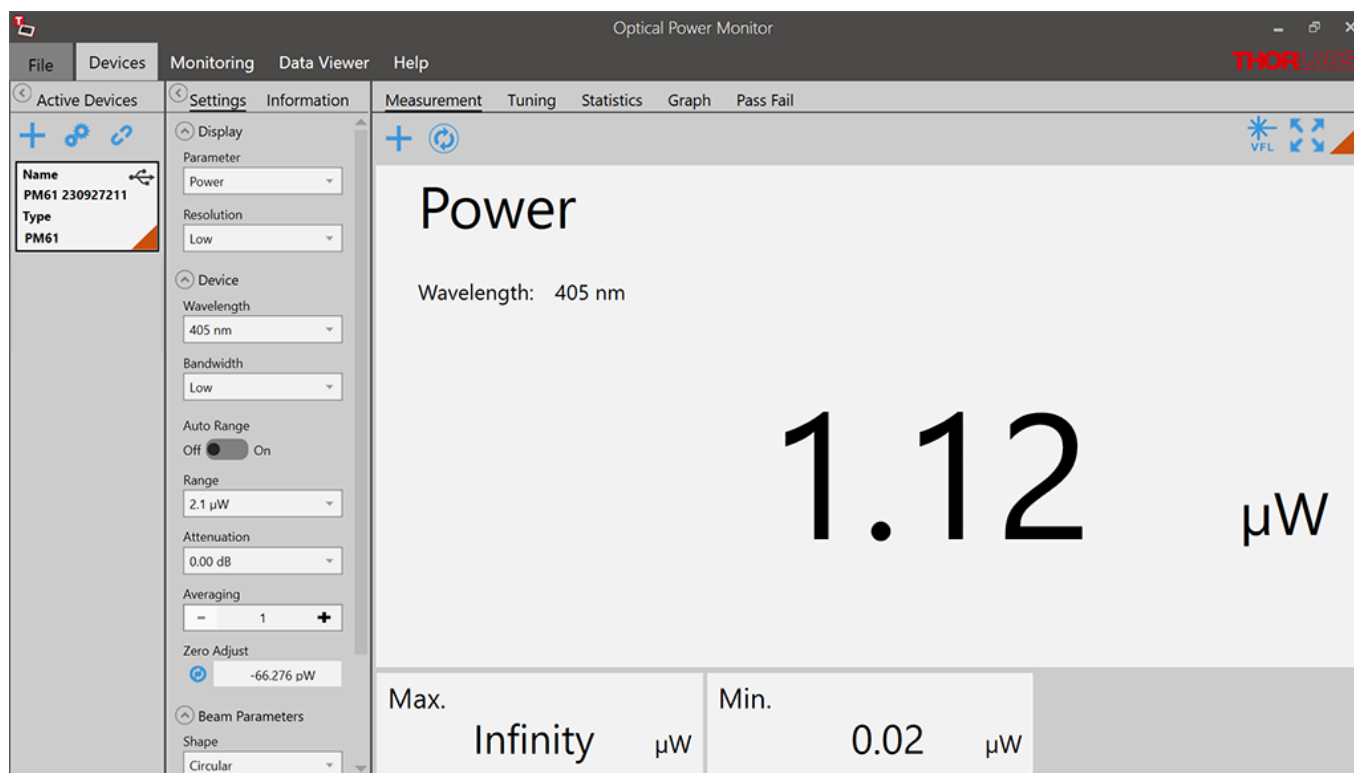 Optical Power Monitor
File Devices Monitoring Data Viewer Help
THORLABS
Active Devices
Name
PM61 230927211
Type
PM61
Settings Information
Display
Parameter
Power
Resolution
Low
Device
Wavelength
405 nm
Bandwidth
Low
Auto Range
Off On
Range
2.1 µW
Attenuation
0.00 dB
Averaging
- 1 +
Zero Adjust
-66.276 pW
Beam Parameters
Shape
Circular
Measurement Tuning Statistics Graph Pass Fail
VFL
Power
Wavelength: 405 nm
1.12 µW
Max.
Infinity µW
Min.
0.02 µW